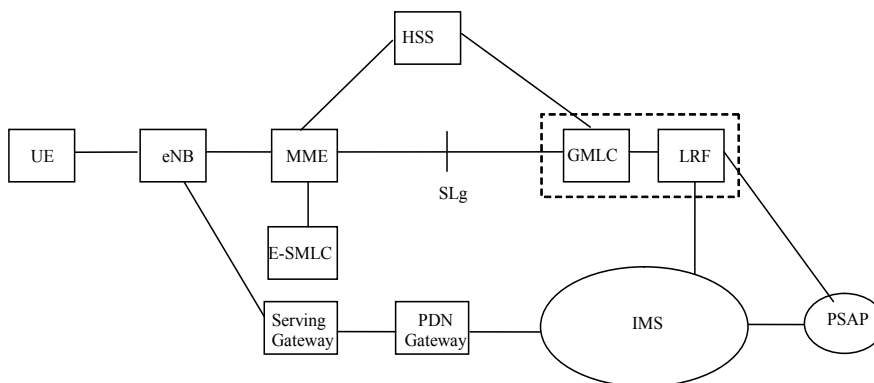 HSS
UE
eNB
MME
GMLC
LRF
SLg
E-SMLC
Serving
Gateway
PDN
Gateway
IMS
PSAP